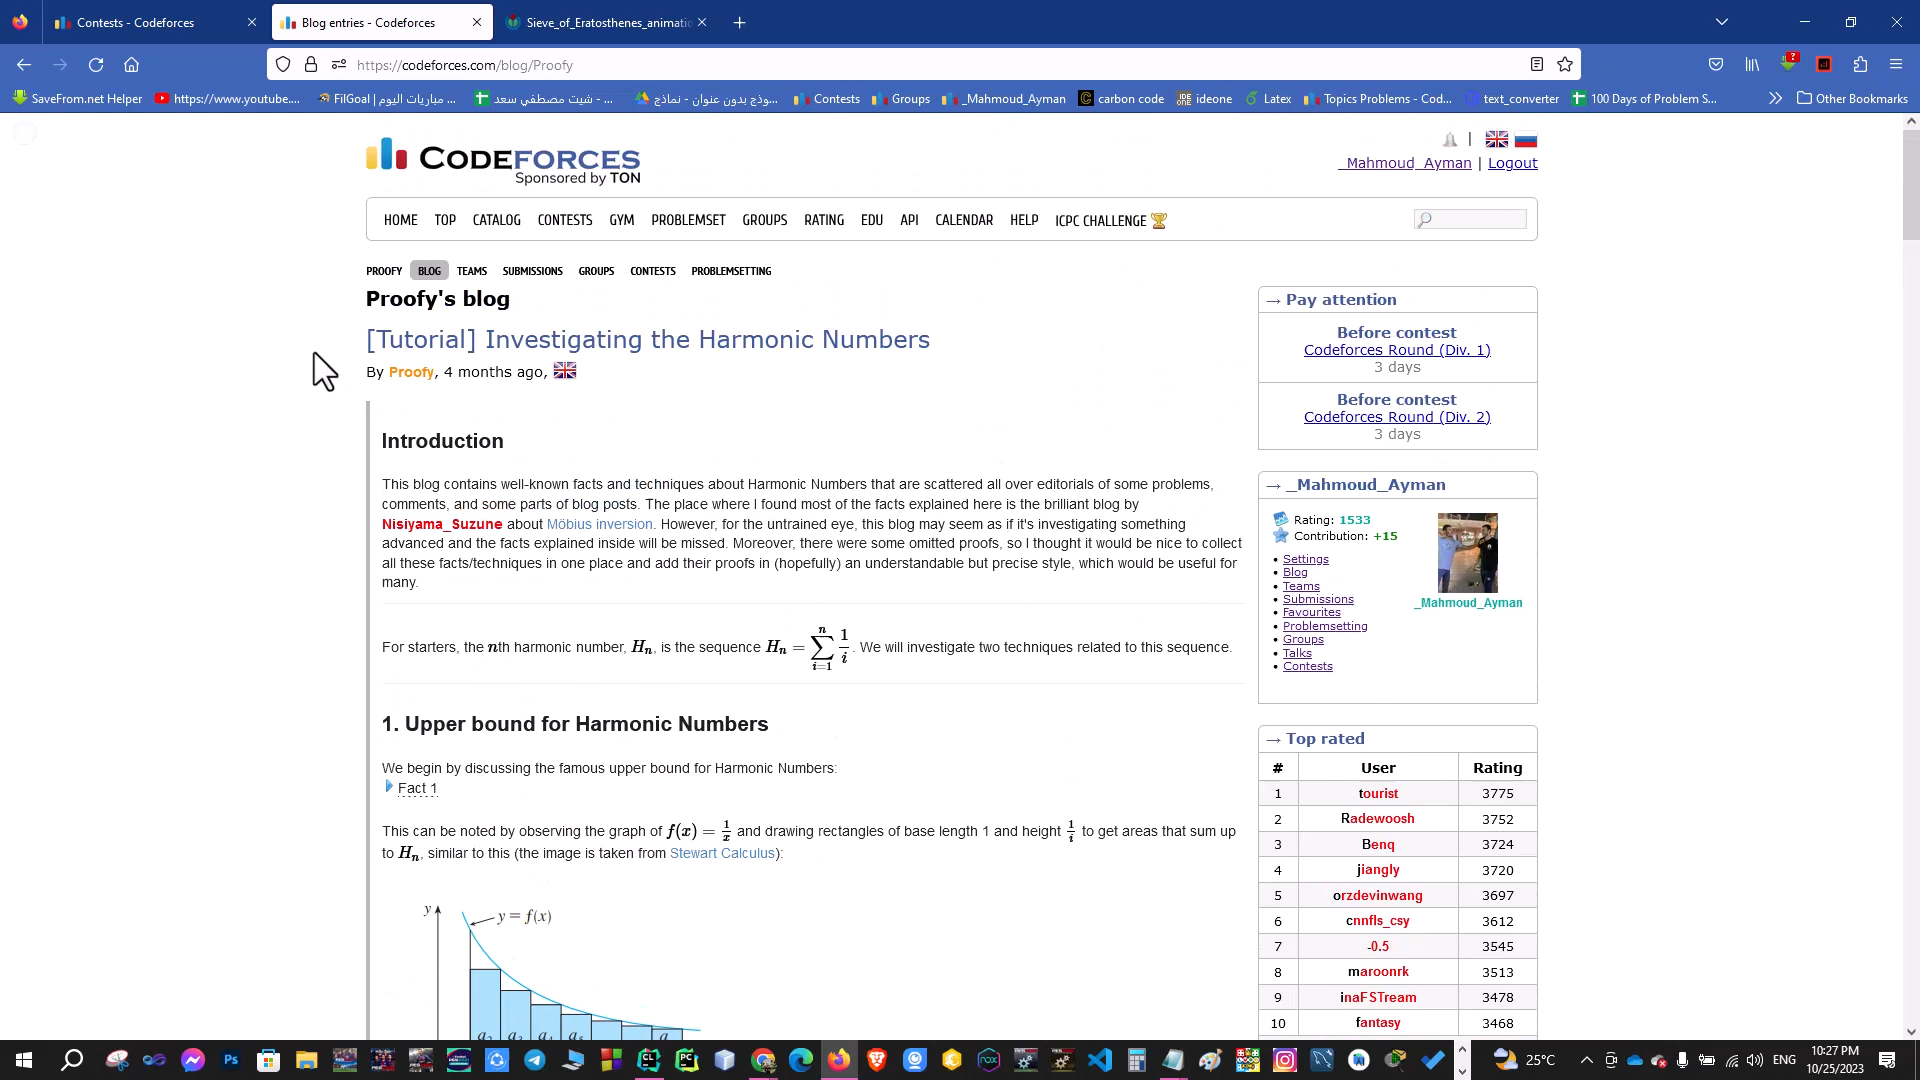 Contests - Codeforces
Blog entries - Codeforces
Sieve_of_Eratosthenes_animatio
https://codeforces.com/blog/Proofy
SaveFrom.net Helper
https://www.youtube....
FilGoal | مباريات اليوم ...
شيت مصطفي سعد - ...
نموذج بدون عنوان - نماذج...
Contests
Groups
_Mahmoud_Ayman
carbon code
ideone
Latex
Topics Problems - Cod...
text_converter
100 Days of Problem S...
Other Bookmarks
CODEFORCES
Sponsored by TON
_Mahmoud_Ayman | Logout
HOME TOP CATALOG CONTESTS GYM PROBLEMSET GROUPS RATING EDU API CALENDAR HELP ICPC CHALLENGE
PROOFY BLOG TEAMS SUBMISSIONS GROUPS CONTESTS PROBLEMSETTING
Proofy's blog
[Tutorial] Investigating the Harmonic Numbers
By Proofy, 4 months ago,
Introduction
This blog contains well-known facts and techniques about Harmonic Numbers that are scattered all over editorials of some problems,
comments, and some parts of blog posts. The place where I found most of the facts explained here is the brilliant blog by
Nisiyama_Suzune about Möbius inversion. However, for the untrained eye, this blog may seem as if it's investigating something
advanced and the facts explained inside will be missed. Moreover, there were some omitted proofs, so I thought it would be nice to collect
all these facts/techniques in one place and add their proofs in (hopefully) an understandable but precise style, which would be useful for
many.
For starters, the nth harmonic number, Hₙ, is the sequence Hₙ = ∑ᵢ₌₁ⁿ 1/i. We will investigate two techniques related to this sequence.
1. Upper bound for Harmonic Numbers
We begin by discussing the famous upper bound for Harmonic Numbers:
Fact 1
This can be noted by observing the graph of f(x) = 1/x and drawing rectangles of base length 1 and height 1/i to get areas that sum up
to Hₙ, similar to this (the image is taken from Stewart Calculus):
y
y = f(x)
a₂ a₃ a₄ a₅
→ Pay attention
Before contest
Codeforces Round (Div. 1)
3 days
Before contest
Codeforces Round (Div. 2)
3 days
→ _Mahmoud_Ayman
Rating: 1533
Contribution: +15
Settings
Blog
Teams
Submissions
Favourites
Problemsetting
Groups
Talks
Contests
_Mahmoud_Ayman
→ Top rated
# User Rating
1 tourist 3775
2 Radewoosh 3752
3 Benq 3724
4 jiangly 3720
5 orzdevinwang 3697
6 cnnfls_csy 3612
7 -0.5 3545
8 maroonrk 3513
9 inaFSTream 3478
10 fantasy 3468
25°C
ENG
10:27 PM
10/25/2023